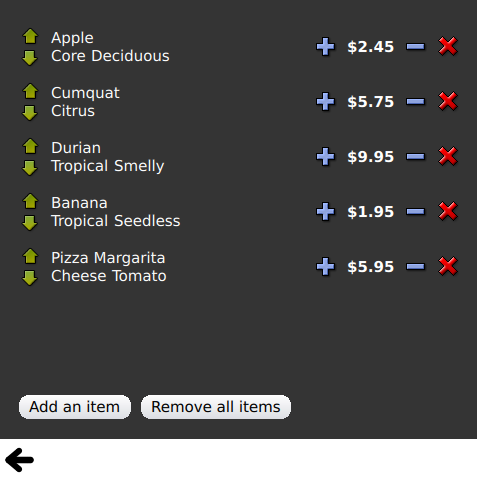 Apple
Core Deciduous
$2.45
Cumquat
Citrus
$5.75
Durian
Tropical Smelly
$9.95
Banana
Tropical Seedless
$1.95
Pizza Margarita
Cheese Tomato
$5.95
Add an item
Remove all items